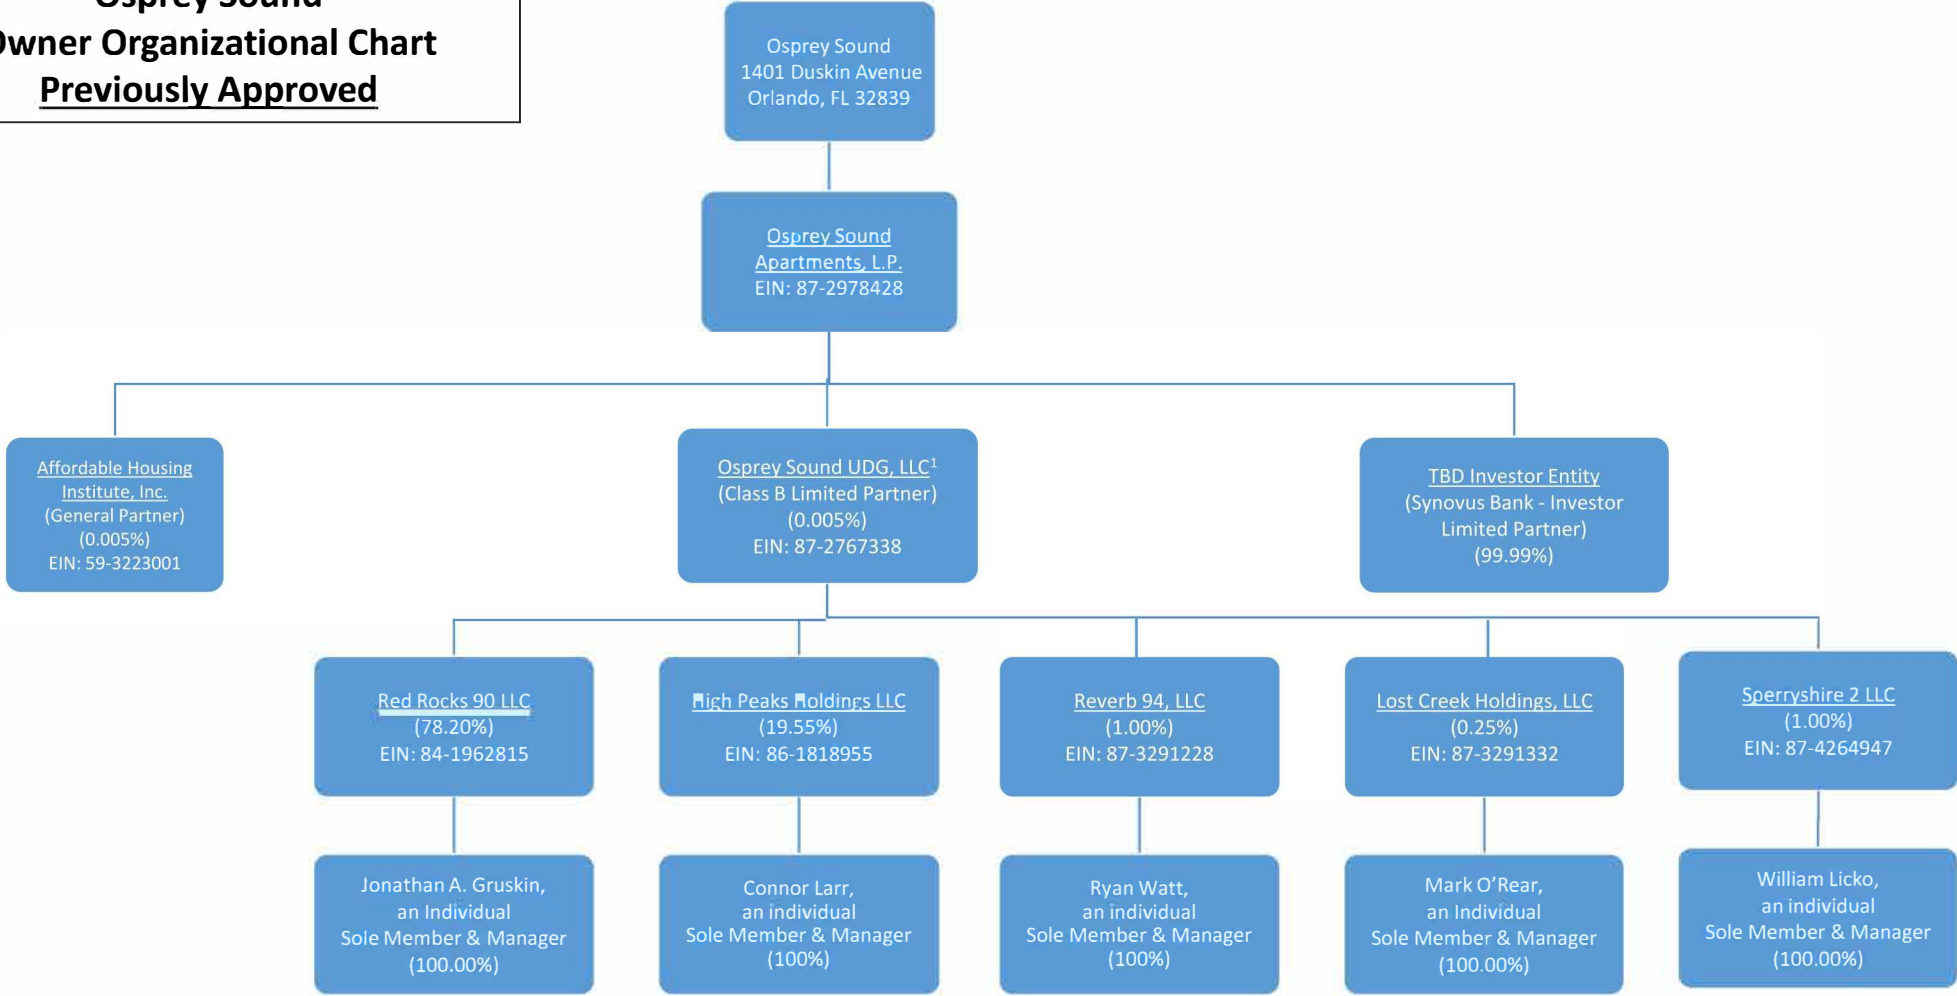 Osprey Sound
Owner Organizational Chart
Previously Approved
Osprey Sound
1401 Duskin Avenue
Orlando, FL 32839
Osprey Sound
Apartments, L.P.
EIN: 87-2978428
Affordable Housing
Institute, Inc.
(General Partner)
(0.005%)
EIN: 59-3223001
Osprey Sound UDG, LLC¹
(Class B Limited Partner)
(0.005%)
EIN: 87-2767338
TBD Investor Entity
(Synovus Bank - Investor
Limited Partner)
(99.99%)
Red Rocks 90 LLC
(78.20%)
EIN: 84-1962815
High Peaks Holdings LLC
(19.55%)
EIN: 86-1818955
Reverb 94, LLC
(1.00%)
EIN: 87-3291228
Lost Creek Holdings, LLC
(0.25%)
EIN: 87-3291332
Sperryshire 2 LLC
(1.00%)
EIN: 87-4264947
Jonathan A. Gruskin,
an Individual
Sole Member & Manager
(100.00%)
Connor Larr,
an individual
Sole Member & Manager
(100%)
Ryan Watt,
an individual
Sole Member & Manager
(100%)
Mark O'Rear,
an Individual
Sole Member & Manager
(100.00%)
William Licko,
an individual
Sole Member & Manager
(100.00%)